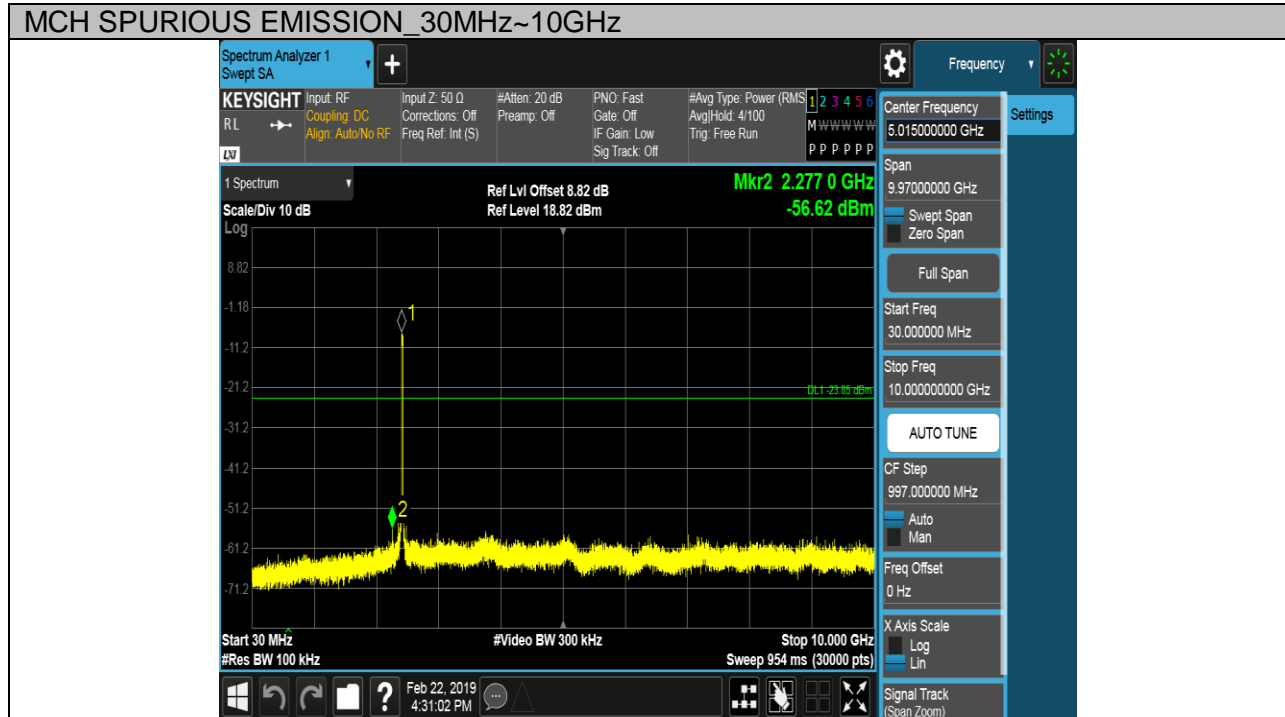 MCH SPURIOUS EMISSION_30MHz~10GHz
Spectrum Analyzer 1
Swept SA
+
Frequency
KEYSIGHT
RL
LXI
Input: RF
Coupling: DC
Align: Auto/No RF
Input Z: 50 Ω
Corrections: Off
Freq Ref: Int (S)
#Atten: 20 dB
Preamp: Off
PNO: Fast
Gate: Off
IF Gain: Low
Sig Track: Off
#Avg Type: Power (RMS
Avg|Hold: 4/100
Trig: Free Run
1 2 3 4 5 6
M W W W W W
P P P P P P
Center Frequency
5.015000000 GHz
Settings
1 Spectrum
Ref Lvl Offset 8.82 dB
Mkr2 2.277 0 GHz
Scale/Div 10 dB
Ref Level 18.82 dBm
-56.62 dBm
Log
8.82
-1.18
-11.2
-21.2
-31.2
-41.2
-51.2
-61.2
-71.2
1
DL1 -23.85 dBm
2
Start 30 MHz
#Video BW 300 kHz
Stop 10.000 GHz
#Res BW 100 kHz
Sweep 954 ms (30000 pts)
Span
9.97000000 GHz
Swept Span
Zero Span
Full Span
Start Freq
30.000000 MHz
Stop Freq
10.000000000 GHz
AUTO TUNE
CF Step
997.000000 MHz
Auto
Man
Freq Offset
0 Hz
X Axis Scale
Log
Lin
Signal Track
(Span Zoom)
?
Feb 22, 2019
4:31:02 PM